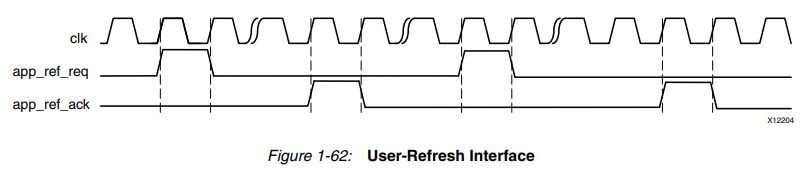 clk
app_ref_req
app_ref_ack
X12204
Figure 1-62: User-Refresh Interface